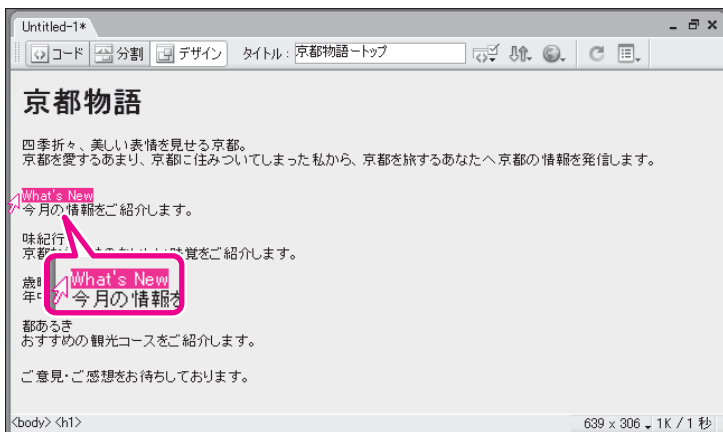 Untitled-1*
コード 分割 デザイン タイトル: 京都物語ートップ
京都物語
四季折々、美しい表情を見せる京都。
京都を愛するあまり、京都に住みついてしまった私から、京都を旅するあなたへ京都の情報を発信します。
What's New
今月の情報をご紹介します。
味紀行
京都 味覚をご紹介します。
What's New
今月の情報を
歳
年
都あるき
おすすめの観光コースをご紹介します。
ご意見・ご感想をお待ちしております。
<body> <h1> 639 x 306 1K / 1 秒